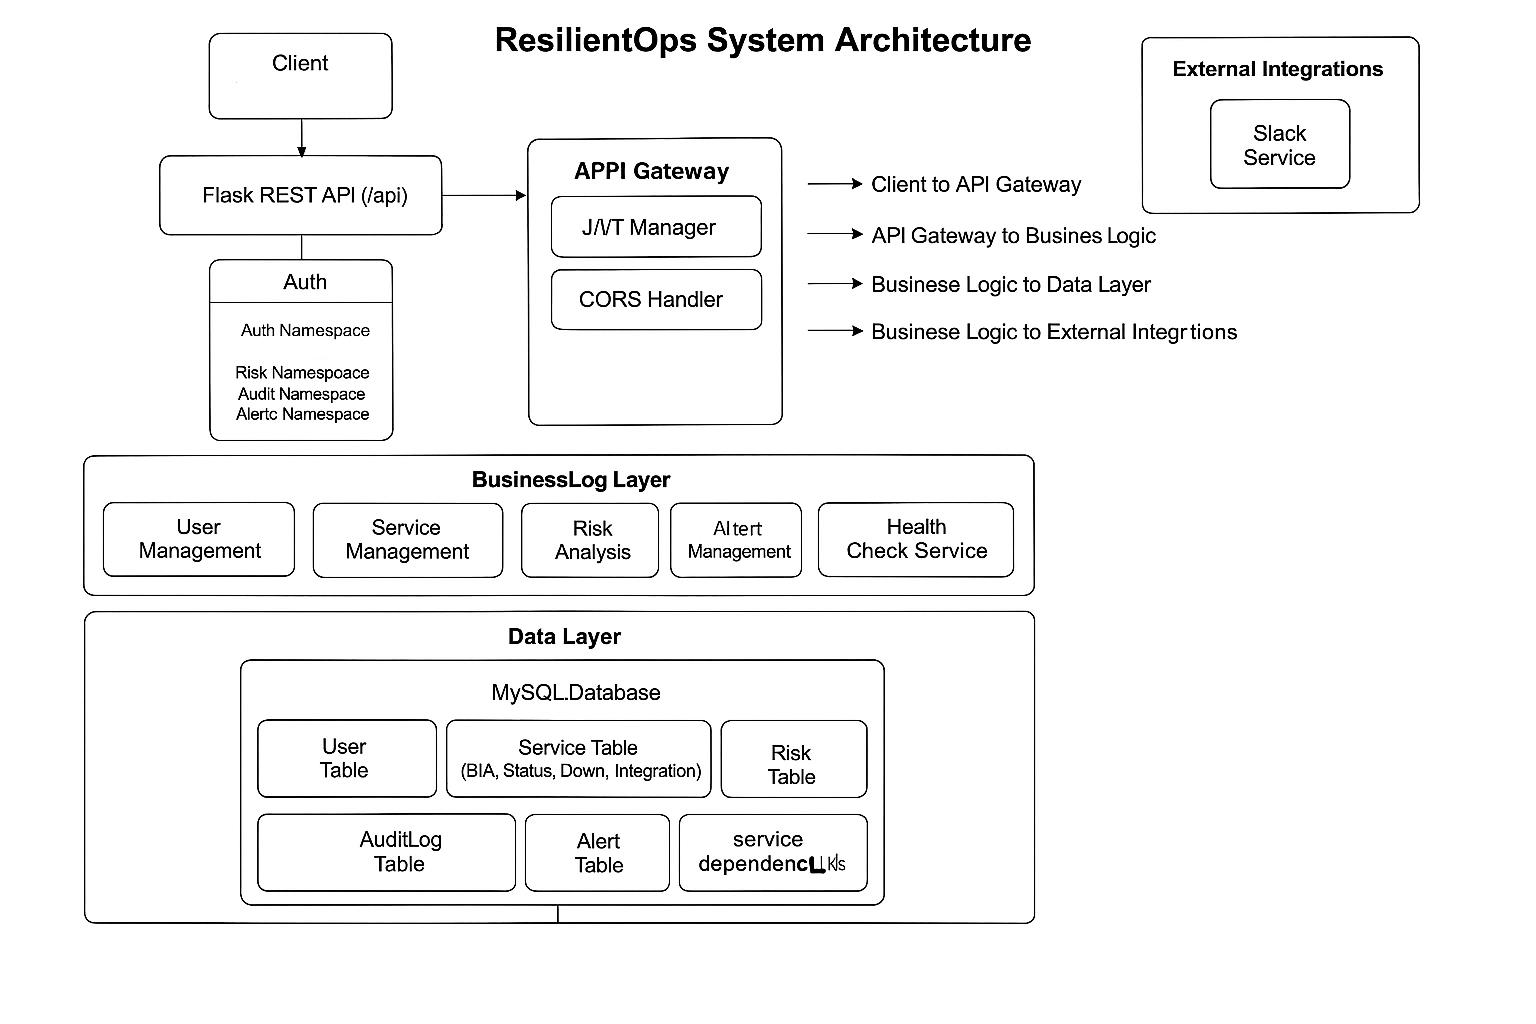 ResilientOps System Architecture
Client
External Integrations
Slack
Service
Flask REST API (/api)
APPI Gateway
J/VT Manager
CORS Handler
Client to API Gateway
API Gateway to Busines Logic
Businese Logic to Data Layer
Businese Logic to External Integrtions
Auth
Auth Namespace
Risk Namespoace
Audit Namespace
Alertc Namespace
BusinessLog Layer
User
Management
Service
Management
Risk
Analysis
Altert
Management
Health
Check Service
Data Layer
MySQL.Database
User
Table
Service Table
(BIA, Status, Down, Integration)
Risk
Table
AuditLog
Table
Alert
Table
service